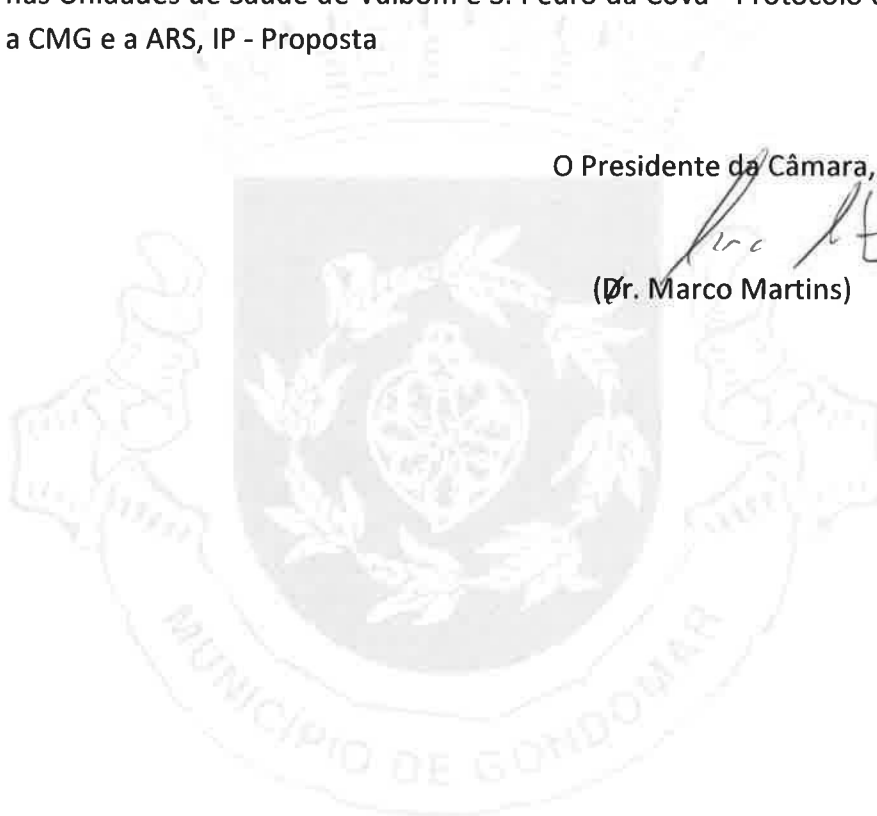 nas Unidades de Saúde de Valbom e S. Pedro da Cova - Protocolo
a CMG e a ARS, IP - Proposta
O Presidente da Câmara,
(Dr. Marco Martins)
MUNICÍPIO DE GONDOMAR